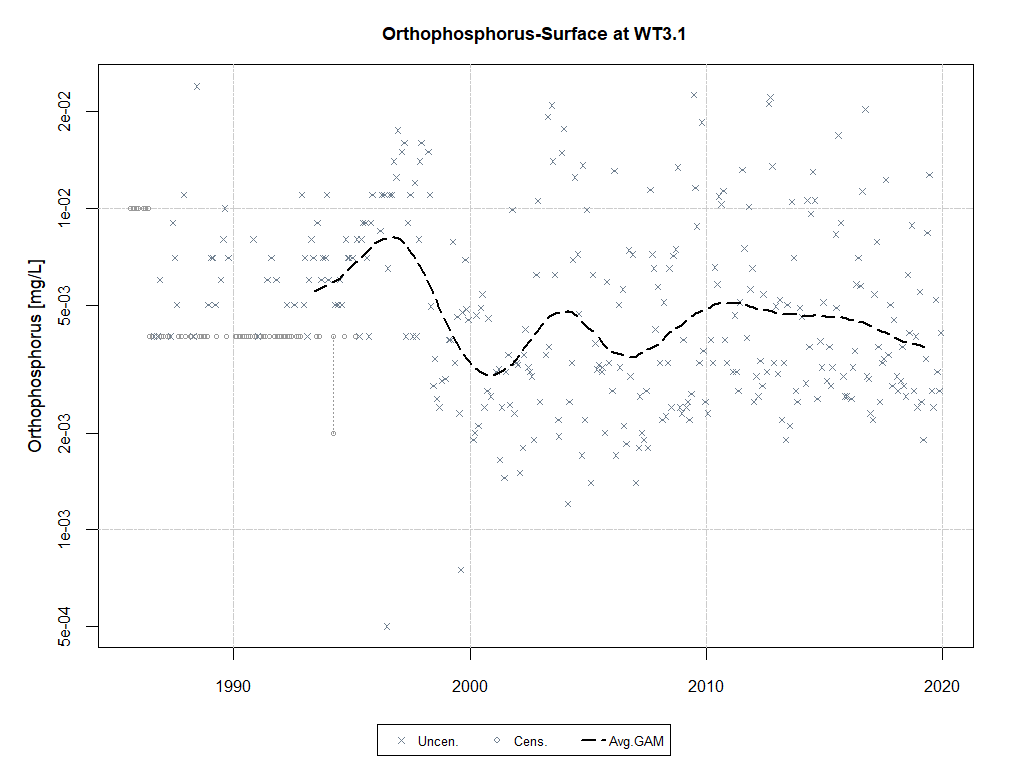 Orthophosphorus-Surface at WT3.1
Orthophosphorus [mg/L]
2e-02
1e-02
5e-03
2e-03
1e-03
5e-04
1990 2000 2010 2020
Uncen. Cens. Avg.GAM